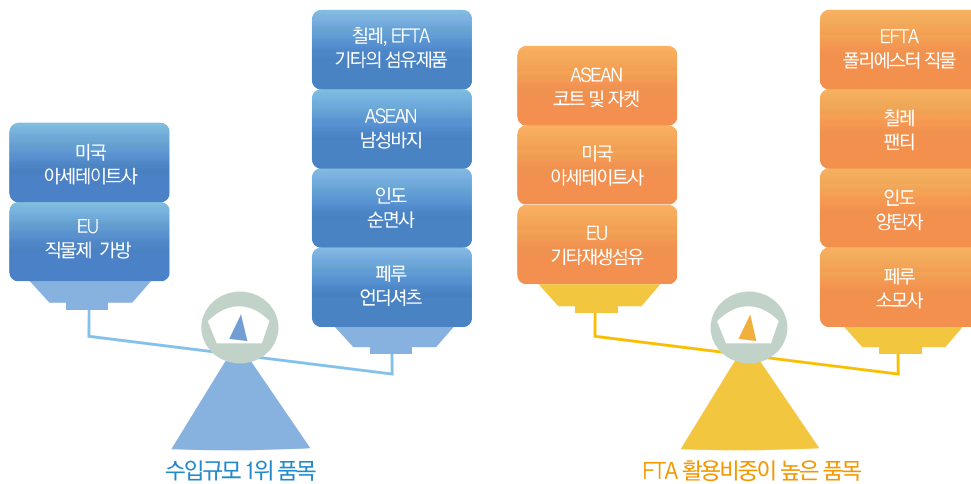 미국
아세테이트사
EU
직물제 가방
칠레, EFTA
기타의 섬유제품
ASEAN
남성바지
인도
순면사
페루
언더셔츠
수입규모 1위 품목
ASEAN
코트 및 자켓
미국
아세테이트사
EU
기타재생섬유
EFTA
폴리에스터 직물
칠레
팬티
인도
양탄자
페루
소모사
FTA 활용비중이 높은 품목